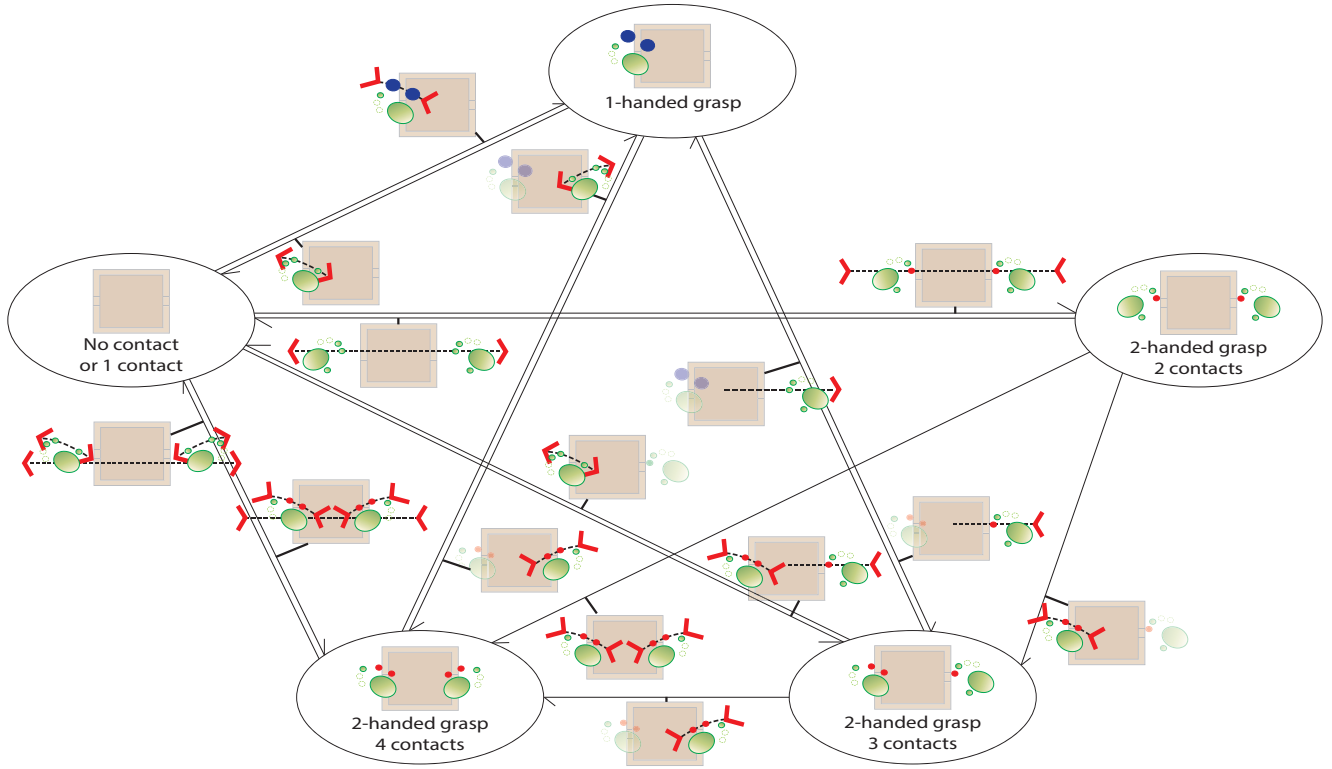 1-handed grasp
No contact
or 1 contact
2-handed grasp
2 contacts
2-handed grasp
4 contacts
2-handed grasp
3 contacts